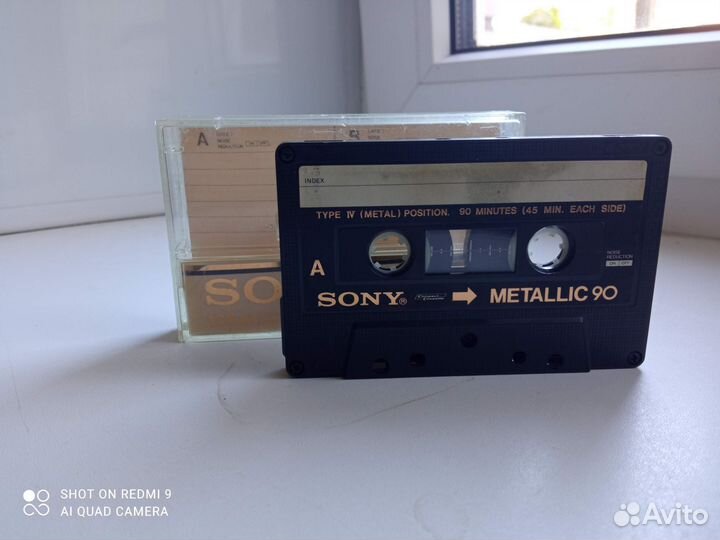 A
B
INDEX
TYPE IV (METAL) POSITION. 90 MINUTES (45 MIN. EACH SIDE)
A
NOISE
REDUCTION
ON OFF
SONY® → METALLIC 90
SO
SHOT ON REDMI 9
AI QUAD CAMERA
Avito